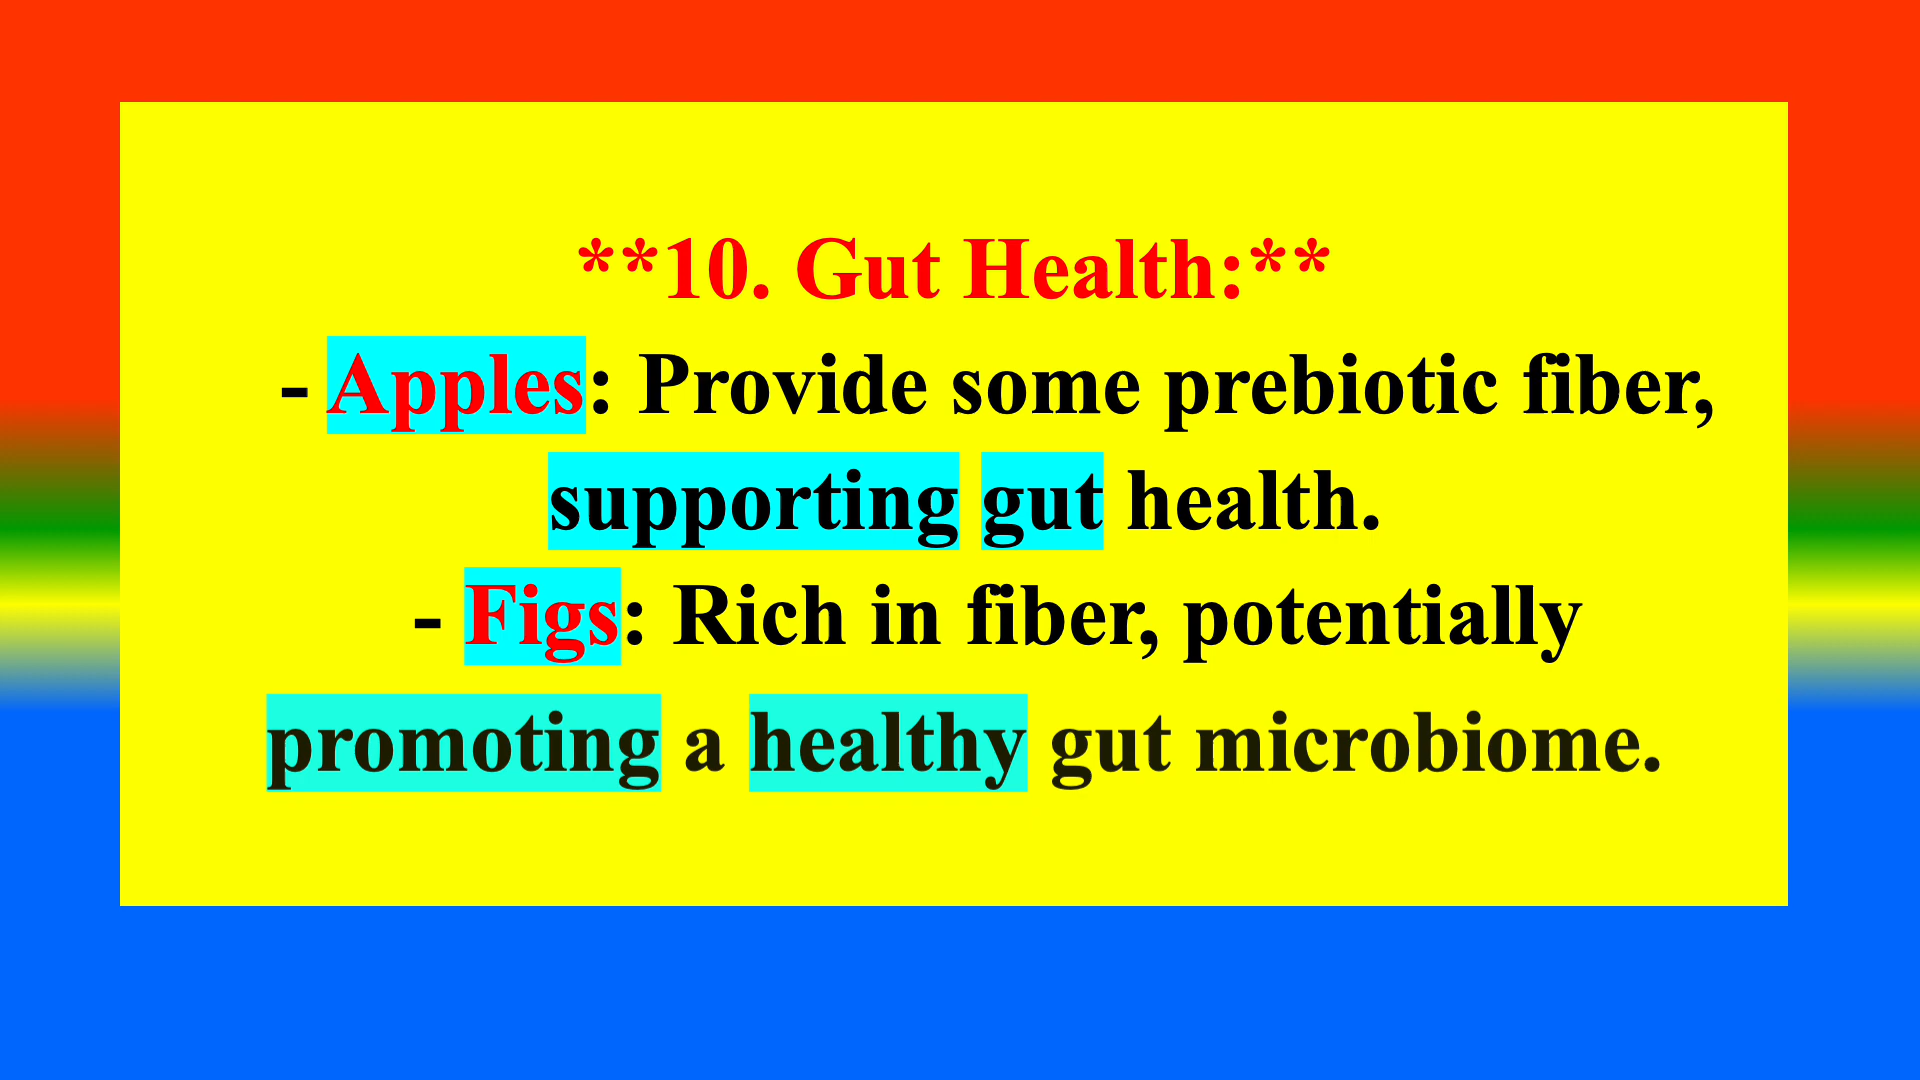 **10. Gut Health:**
- Apples: Provide some prebiotic fiber,
supporting gut health.
- Figs: Rich in fiber, potentially
promoting a healthy gut microbiome.